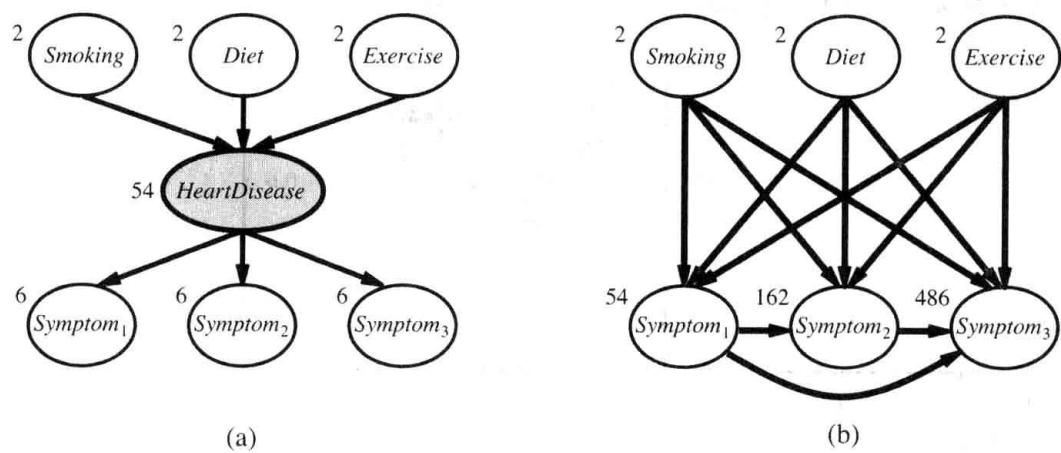 2 Smoking 2 Diet 2 Exercise
54 HeartDisease
6 Symptom1 6 Symptom2 6 Symptom3
(a)
2 Smoking 2 Diet 2 Exercise
54 Symptom1 162 Symptom2 486 Symptom3
(b)